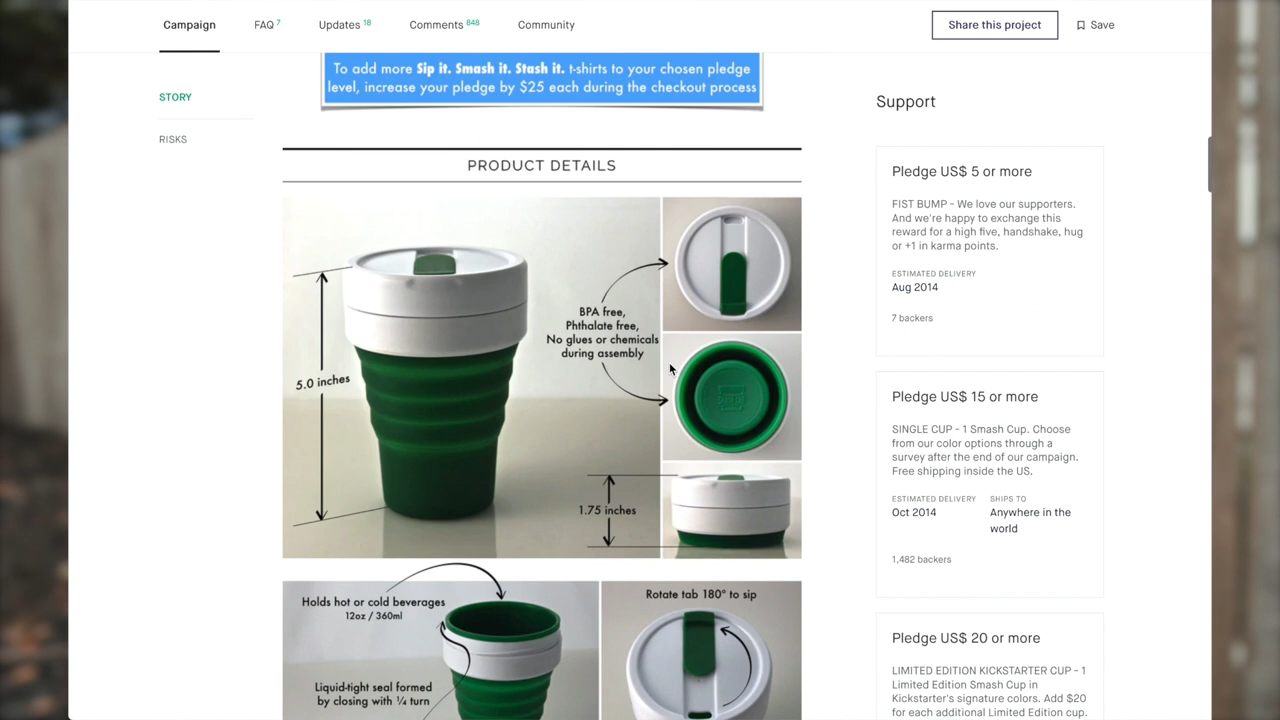 Campaign
FAQ 7
Updates 18
Comments 848
Community
Share this project
Save
STORY
RISKS
To add more Sip it. Smash it. Stash it. t-shirts to your chosen pledge
level, increase your pledge by $25 each during the checkout process
PRODUCT DETAILS
5.0 inches
BPA free,
Phthalate free,
No glues or chemicals
during assembly
1.75 inches
Holds hot or cold beverages
12oz / 360ml
Liquid-tight seal formed
by closing with ¼ turn
Rotate tab 180° to sip
Support
Pledge US$ 5 or more
FIST BUMP - We love our supporters.
And we're happy to exchange this
reward for a high five, handshake, hug
or +1 in karma points.
ESTIMATED DELIVERY
Aug 2014
7 backers
Pledge US$ 15 or more
SINGLE CUP - 1 Smash Cup. Choose
from our color options through a
survey after the end of our campaign.
Free shipping inside the US.
ESTIMATED DELIVERY
Oct 2014
SHIPS TO
Anywhere in the
world
1,482 backers
Pledge US$ 20 or more
LIMITED EDITION KICKSTARTER CUP - 1
Limited Edition Smash Cup in
Kickstarter's signature colors. Add $20
for each additional Limited Edition cup.